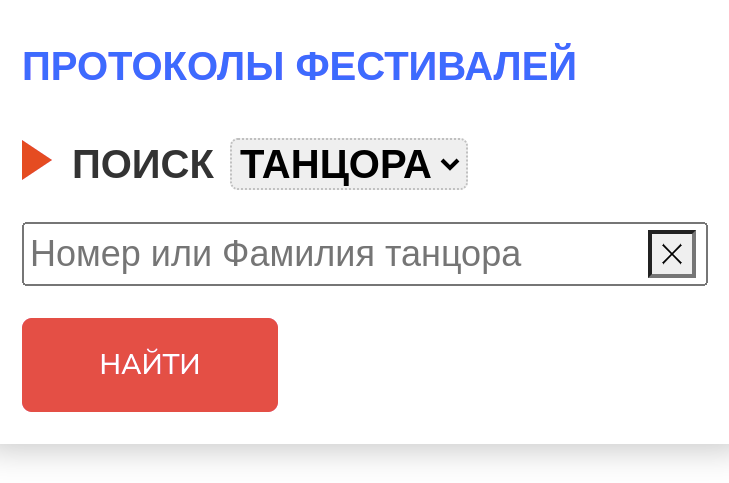 ПРОТОКОЛЫ ФЕСТИВАЛЕЙ
ПОИСК ТАНЦОРА
Номер или Фамилия танцора
НАЙТИ